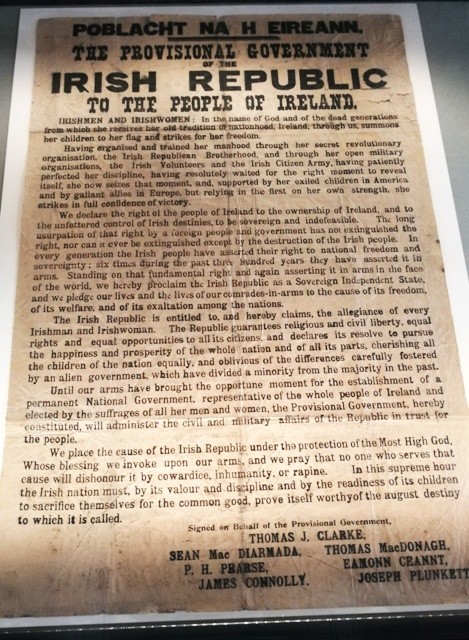 POBLACHT NA H EIREANN.
THE PROVISIONAL GOVERNMENT
OF THE
IRISH REPUBLIC
TO THE PEOPLE OF IRELAND.
IRISHMEN AND IRISHWOMEN : In the name of God and of the dead generations
from which she receives her old tradition of nationhood, Ireland, through us, summons
her children to her flag and strikes for her freedom.
Having organised and trained her manhood through her secret revolutionary
organisation, the Irish Republican Brotherhood, and through her open military
organisations, the Irish Volunteers and the Irish Citizen Army, having patiently
perfected her discipline, having resolutely waited for the right moment to reveal
itself, she now seizes that moment, and, supported by her exiled children in America
and by gallant allies in Europe, but relying in the first on her own strength, she
strikes in full confidence of victory.
We declare the right of the people of Ireland to the ownership of Ireland, and to
the unfettered control of Irish destinies, to be sovereign and indefeasible. The long
usurpation of that right by a foreign people and government has not extinguished the
right, nor can it ever be extinguished except by the destruction of the Irish people. In
every generation the Irish people have asserted their right to national freedom and
sovereignty ; six times during the past three hundred years they have asserted it in
arms. Standing on that fundamental right and again asserting it in arms in the face
of the world, we hereby proclaim the Irish Republic as a Sovereign Independent State,
and we pledge our lives and the lives of our comrades-in-arms to the cause of its freedom,
of its welfare, and of its exaltation among the nations.
The Irish Republic is entitled to, and hereby claims, the allegiance of every
Irishman and Irishwoman. The Republic guarantees religious and civil liberty, equal
rights and equal opportunities to all its citizens, and declares its resolve to pursue
the happiness and prosperity of the whole nation and of all its parts, cherishing all
the children of the nation equally, and oblivious of the differences carefully fostered
by an alien government, which have divided a minority from the majority in the past.
Until our arms have brought the opportune moment for the establishment of a
permanent National Government, representative of the whole people of Ireland and
elected by the suffrages of all her men and women, the Provisional Government, hereby
constituted, will administer the civil and military affairs of the Republic in trust for
the people.
We place the cause of the Irish Republic under the protection of the Most High God,
Whose blessing we invoke upon our arms, and we pray that no one who serves that
cause will dishonour it by cowardice, inhumanity, or rapine. In this supreme hour
the Irish nation must, by its valour and discipline and by the readiness of its children
to sacrifice themselves for the common good, prove itself worthy of the august destiny
to which it is called.
Signed on Behalf of the Provisional Government,
THOMAS J. CLARKE,
SEAN Mac DIARMADA, THOMAS MacDONAGH,
P. H. PEARSE, EAMONN CEANNT,
JAMES CONNOLLY. JOSEPH PLUNKETT